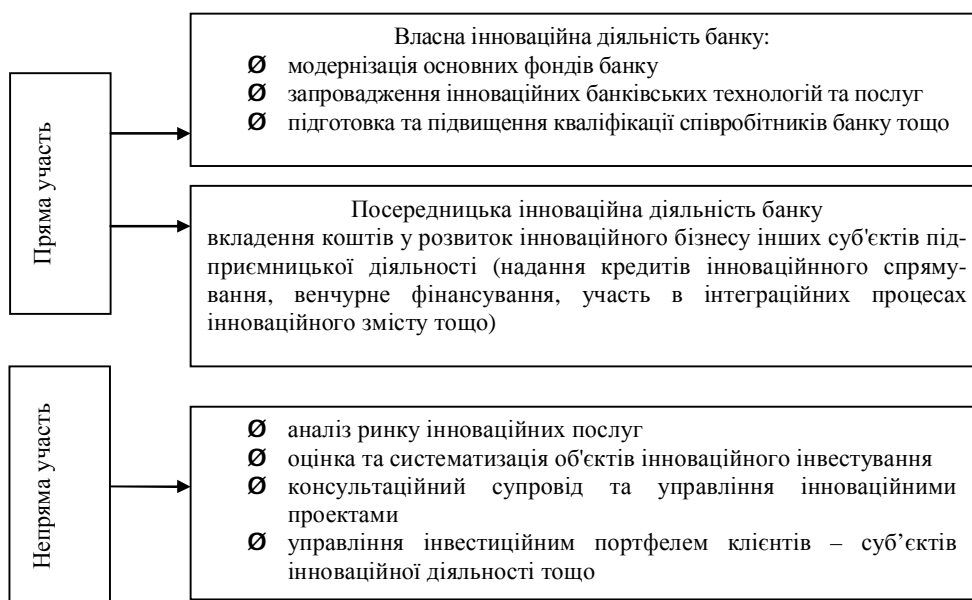 Пряма участь
Власна інноваційна діяльність банку:
Ø модернізація основних фондів банку
Ø запровадження інноваційних банківських технологій та послуг
Ø підготовка та підвищення кваліфікації співробітників банку тощо
Посередницька інноваційна діяльність банку
вкладення коштів у розвиток інноваційного бізнесу інших суб'єктів під-
приємницької діяльності (надання кредитів інноваційнного спряму-
вання, венчурне фінансування, участь в інтеграційних процесах
інноваційного змісту тощо)
Непряма участь
Ø аналіз ринку інноваційних послуг
Ø оцінка та систематизація об'єктів інноваційного інвестування
Ø консультаційний супровід та управління інноваційними
проектами
Ø управління інвестиційним портфелем клієнтів – суб’єктів
інноваційної діяльності тощо